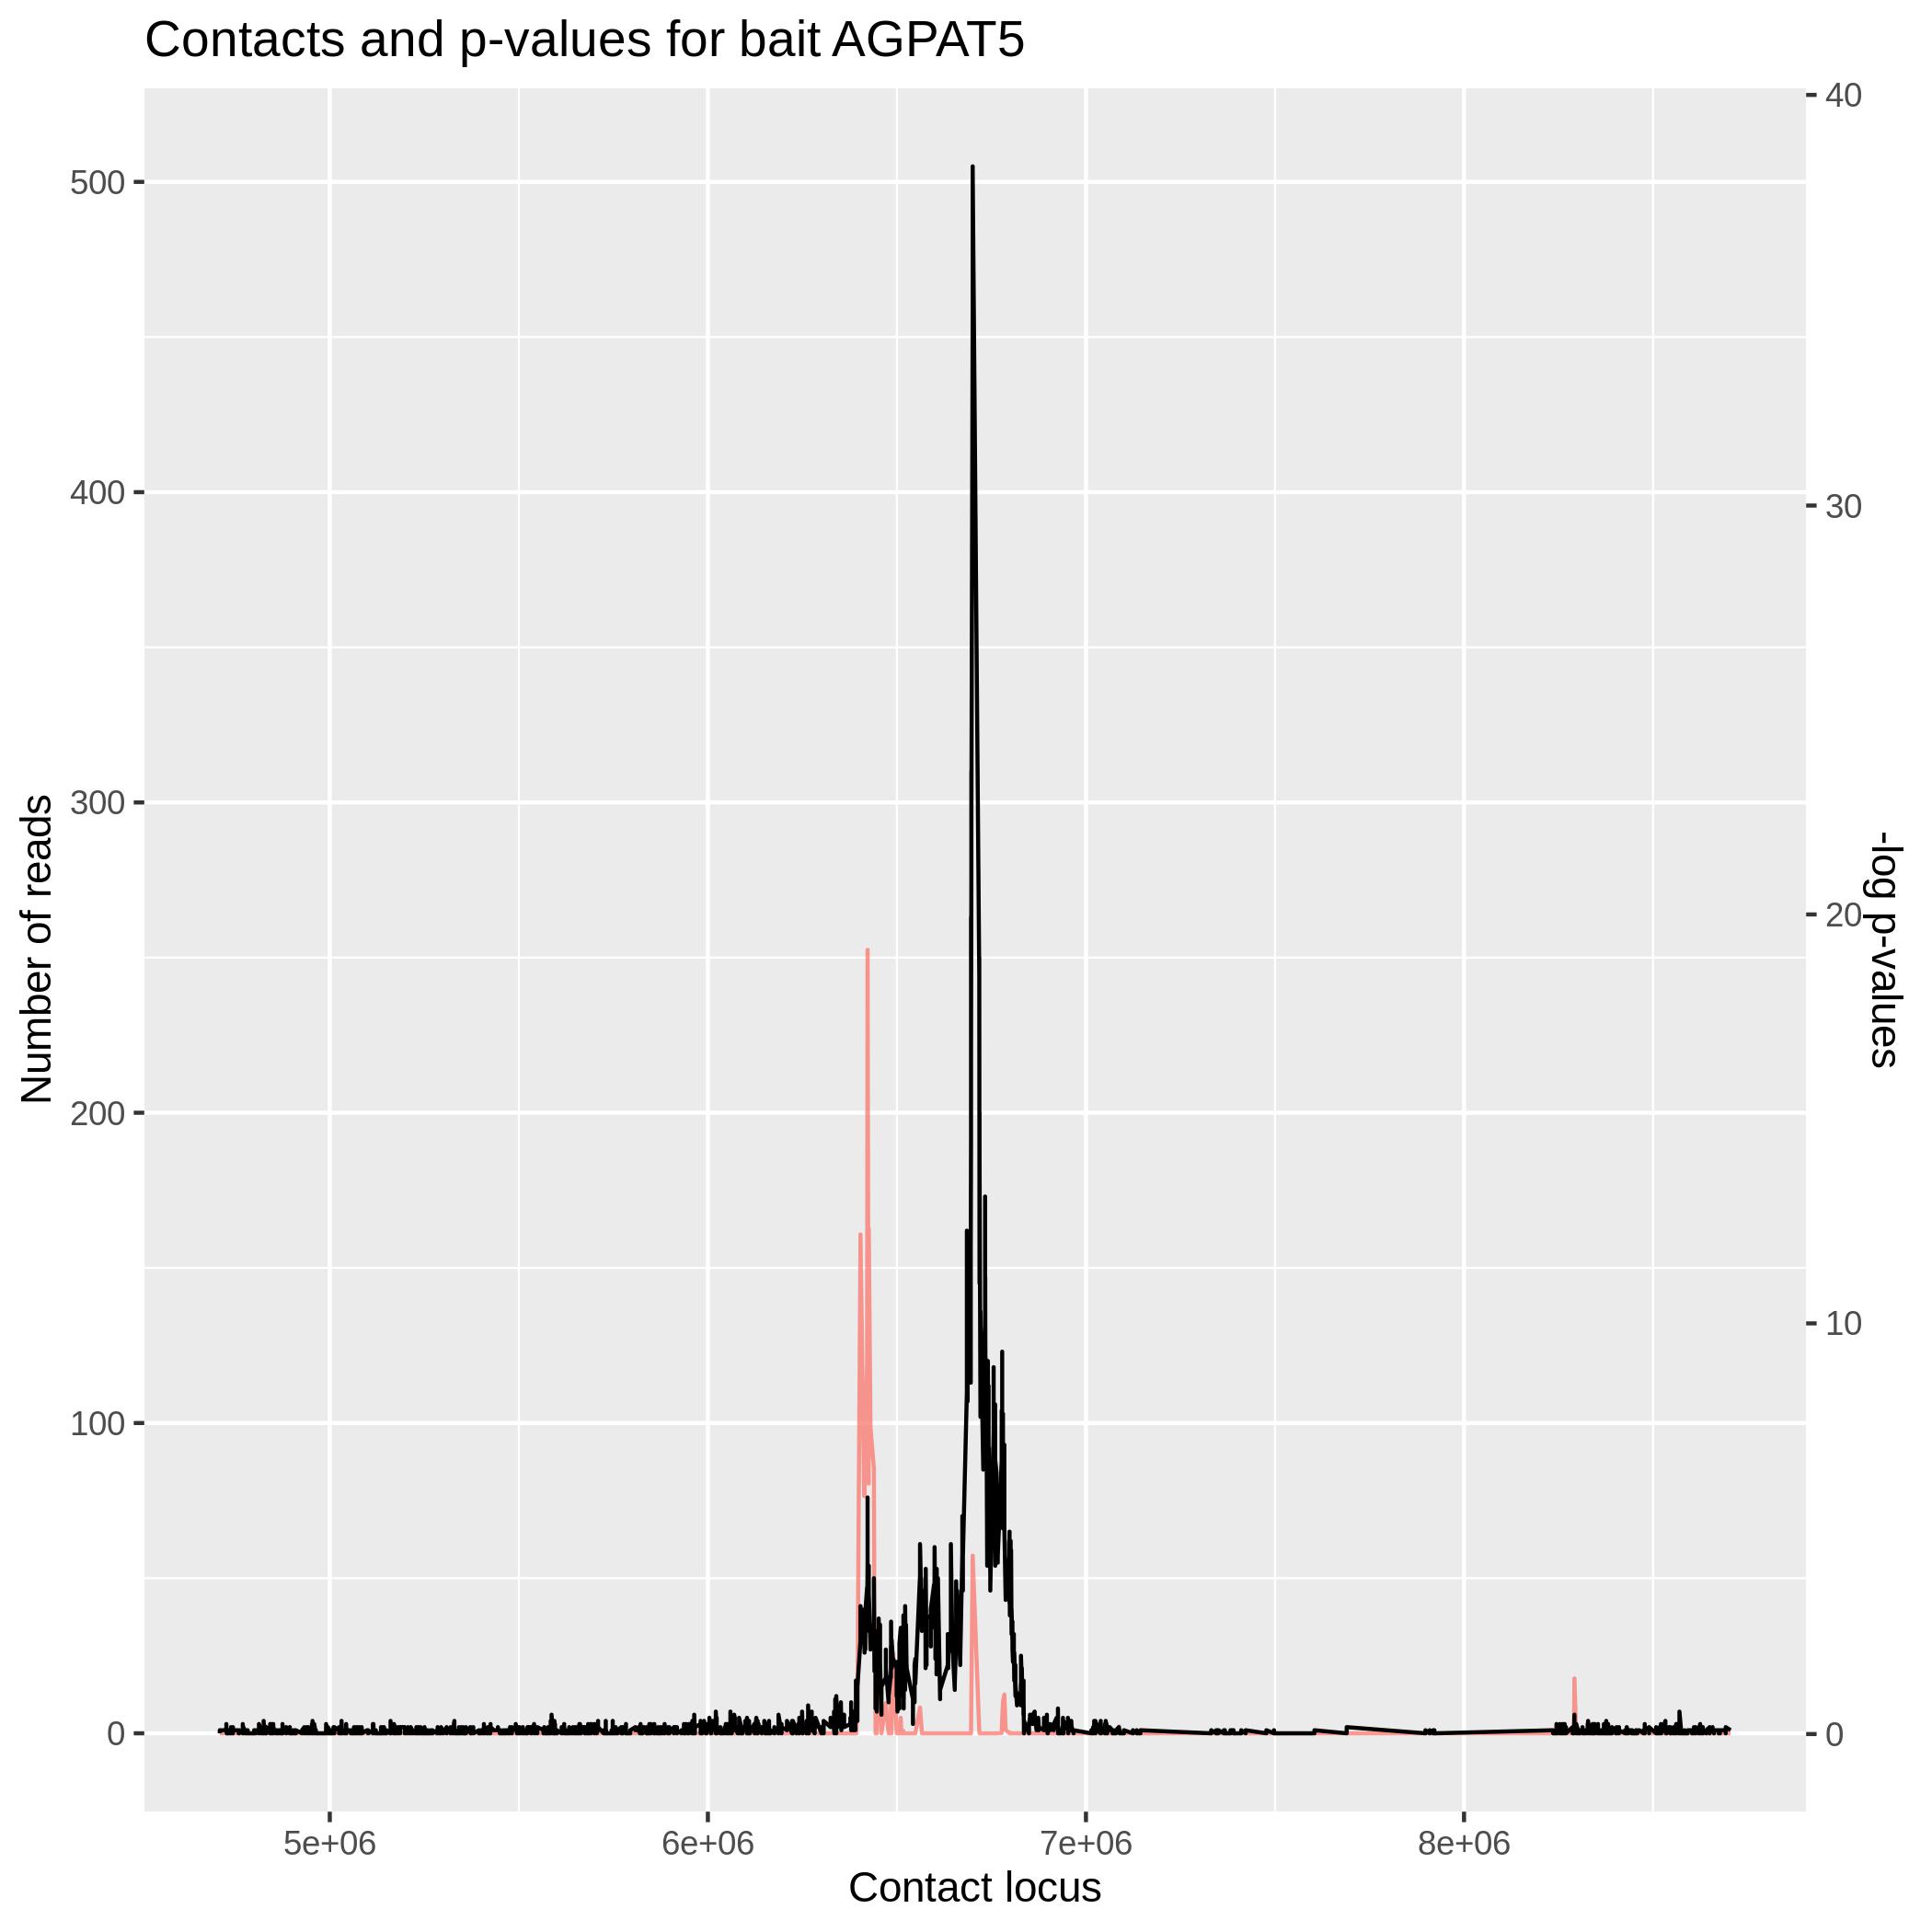 Contacts and p-values for bait AGPAT5
Number of reads
500
400
300
200
100
0
40
30
20
10
0
-log p-values
5e+06 6e+06 7e+06 8e+06
Contact locus